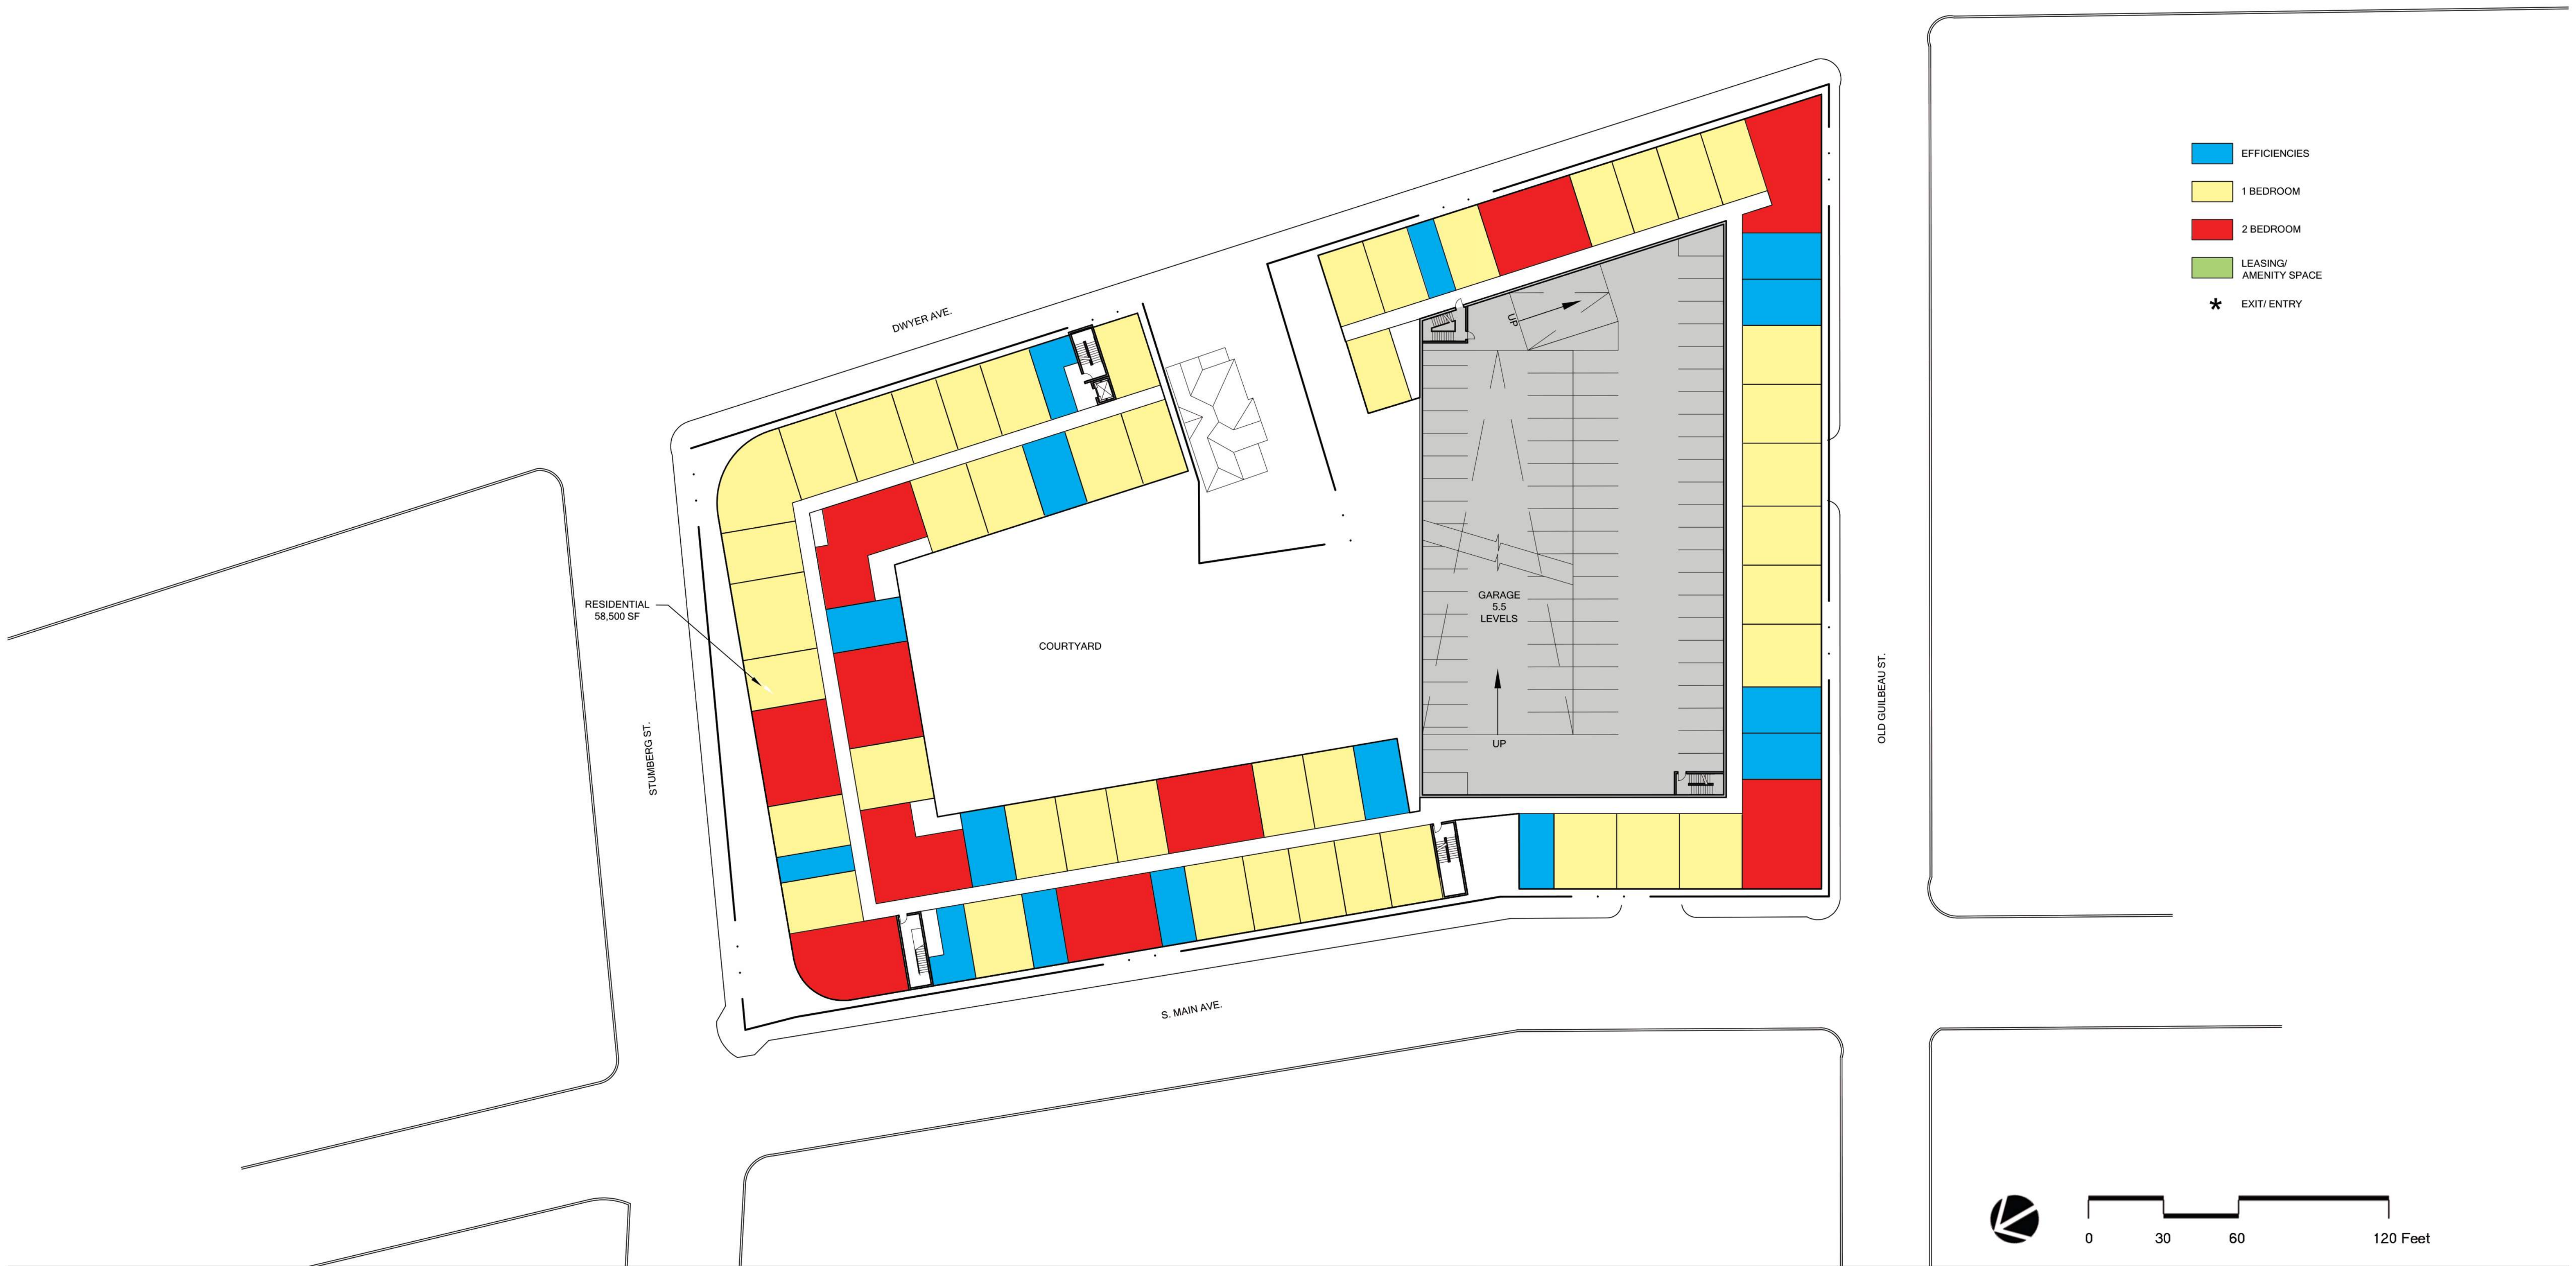 EFFICIENCIES
1 BEDROOM
2 BEDROOM
LEASING/
AMENITY SPACE
* EXIT/ ENTRY
DWYER AVE.
UP
RESIDENTIAL
58,500 SF
GARAGE
5.5
LEVELS
COURTYARD
UP
STUMBERG ST.
OLD GUILBEAU ST.
S. MAIN AVE.
0 30 60 120 Feet